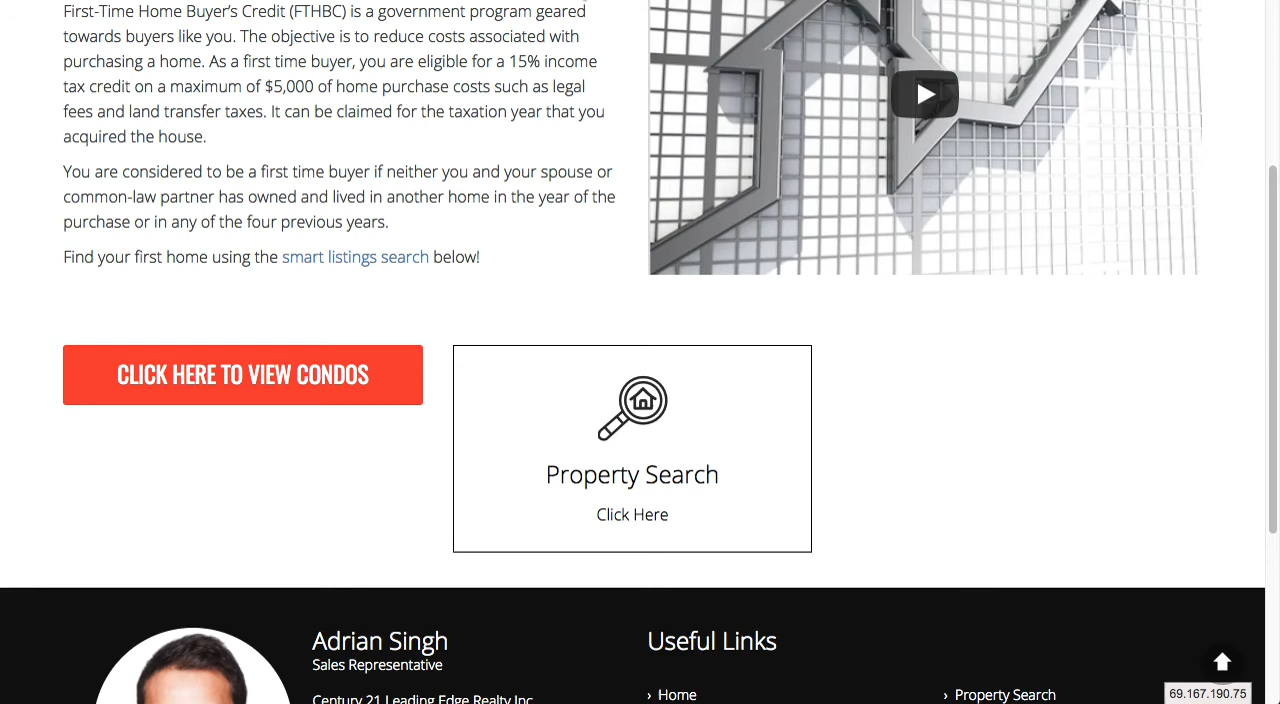 First-Time Home Buyer's Credit (FTHBC) is a government program geared
towards buyers like you. The objective is to reduce costs associated with
purchasing a home. As a first time buyer, you are eligible for a 15% income
tax credit on a maximum of $5,000 of home purchase costs such as legal
fees and land transfer taxes. It can be claimed for the taxation year that you
acquired the house.
You are considered to be a first time buyer if neither you and your spouse or
common-law partner has owned and lived in another home in the year of the
purchase or in any of the four previous years.
Find your first home using the smart listings search below!
CLICK HERE TO VIEW CONDOS
Property Search
Click Here
Adrian Singh
Sales Representative
Century 21 Leading Edge Realty Inc
Useful Links
› Home
› Property Search
69.167.190.75